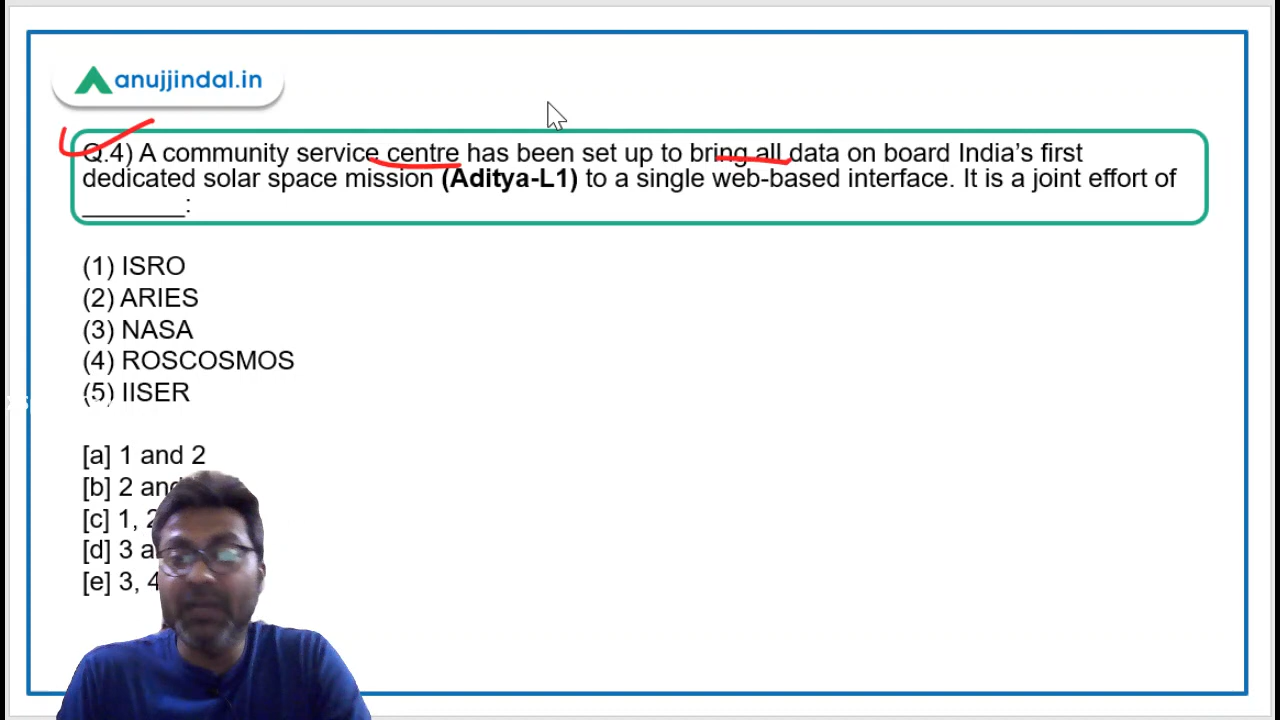 anujjindal.in
Q.4) A community service centre has been set up to bring all data on board India’s first
dedicated solar space mission (Aditya-L1) to a single web-based interface. It is a joint effort of
________:
(1) ISRO
(2) ARIES
(3) NASA
(4) ROSCOSMOS
(5) IISER
[a] 1 and 2
[b] 2 and
[c] 1, 2
[d] 3
[e] 3, 4